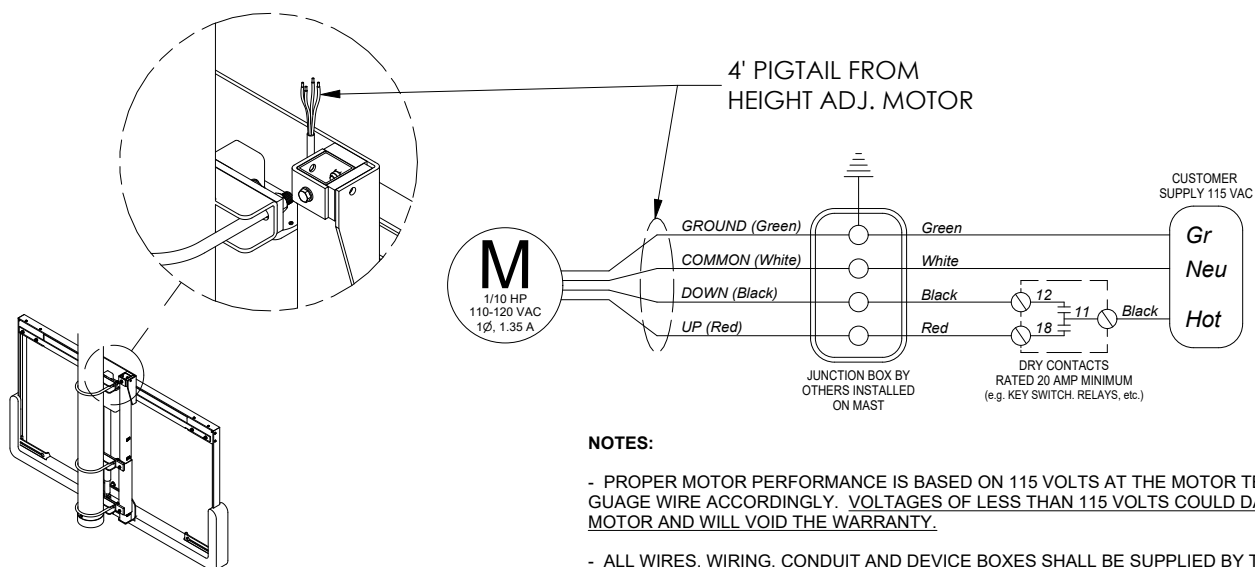 4' PIGTAIL FROM
HEIGHT ADJ. MOTOR
CUSTOMER
SUPPLY 115 VAC
M
1/10 HP
110-120 VAC
1Ø, 1.35 A
GROUND (Green)
COMMON (White)
DOWN (Black)
UP (Red)
Green
White
Black
Red
12
11
18
Black
Gr
Neu
Hot
JUNCTION BOX BY
OTHERS INSTALLED
ON MAST
DRY CONTACTS
RATED 20 AMP MINIMUM
(e.g. KEY SWITCH. RELAYS, etc.)
NOTES:
- PROPER MOTOR PERFORMANCE IS BASED ON 115 VOLTS AT THE MOTOR
GUAGE WIRE ACCORDINGLY. VOLTAGES OF LESS THAN 115 VOLTS COULD
MOTOR AND WILL VOID THE WARRANTY.
- ALL WIRES, WIRING, CONDUIT AND DEVICE BOXES SHALL BE SUPPLIED BY